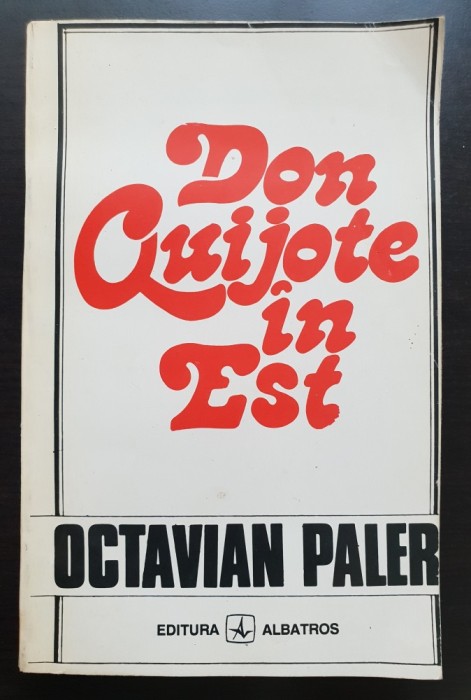 Don
Quijote
în
Est
OCTAVIAN PALER
EDITURA ALBATROS